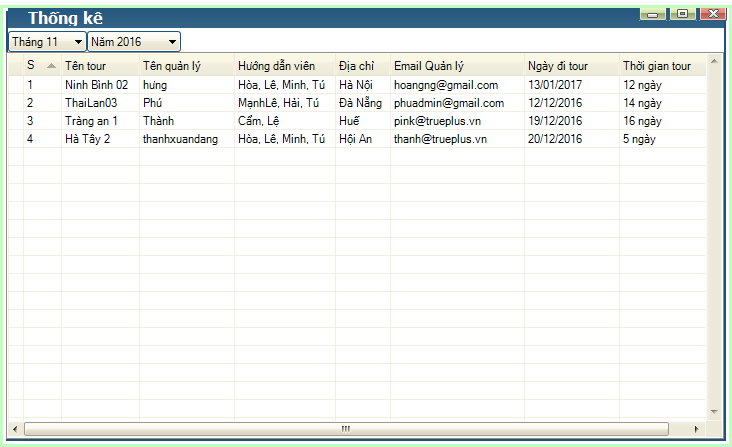 Thống kê
Tháng 11 Năm 2016
S Tên tour Tên quản lý Hướng dẫn viên Địa chỉ Email Quản lý Ngày đi tour Thời gian tour
1 Ninh Bình 02 hưng Hòa, Lê, Minh, Tú Hà Nội hoangng@gmail.com 13/01/2017 12 ngày
2 ThaiLan03 Phú MạnhLê, Hải, Tú Đà Nẵng phuadmin@gmail.com 12/12/2016 14 ngày
3 Tràng an 1 Thành Cẩm, Lệ Huế pink@trueplus.vn 19/12/2016 16 ngày
4 Hà Tây 2 thanhxuandang Hòa, Lê, Minh, Tú Hội An thanh@trueplus.vn 20/12/2016 5 ngày